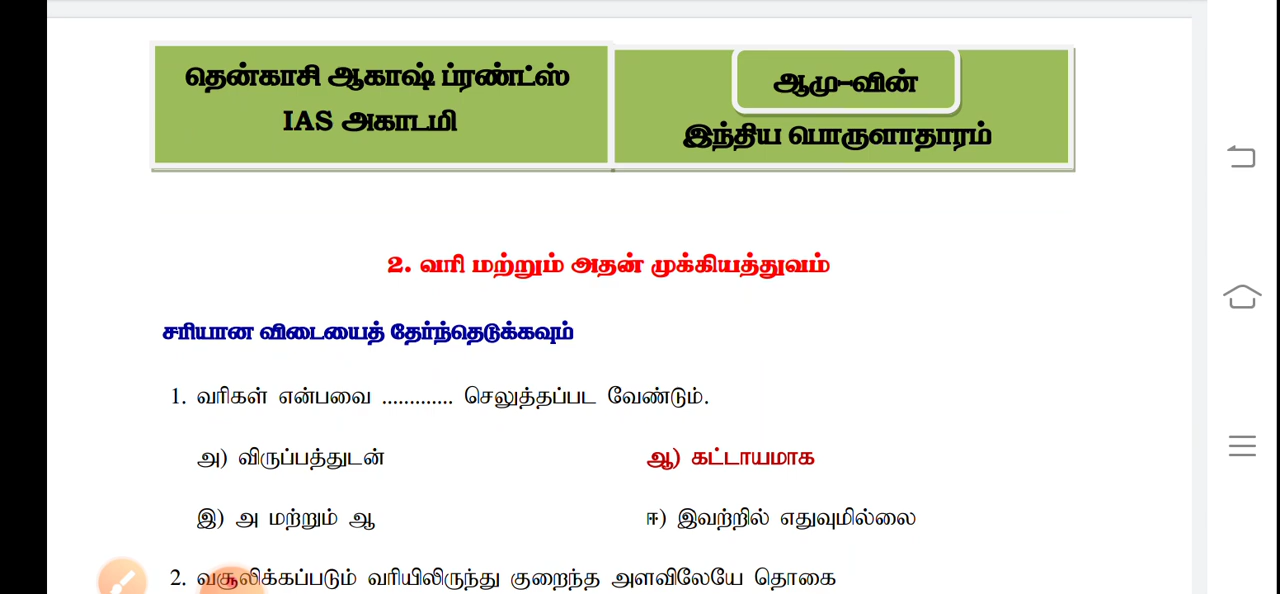 தென்காசி ஆகாஷ் ப்ரண்ட்ஸ்
IAS அகாடமி
ஆமு-வின்
இந்திய பொருளாதாரம்
2. வரி மற்றும் அதன் முக்கியத்துவம்
சரியான விடையைத் தேர்ந்தெடுக்கவும்
1. வரிகள் என்பவை ............. செலுத்தப்பட வேண்டும்.
அ) விருப்பத்துடன்
ஆ) கட்டாயமாக
இ) அ மற்றும் ஆ
ஈ) இவற்றில் எதுவுமில்லை
2. வசூலிக்கப்படும் வரியிலிருந்து குறைந்த அளவிலேயே தொகை